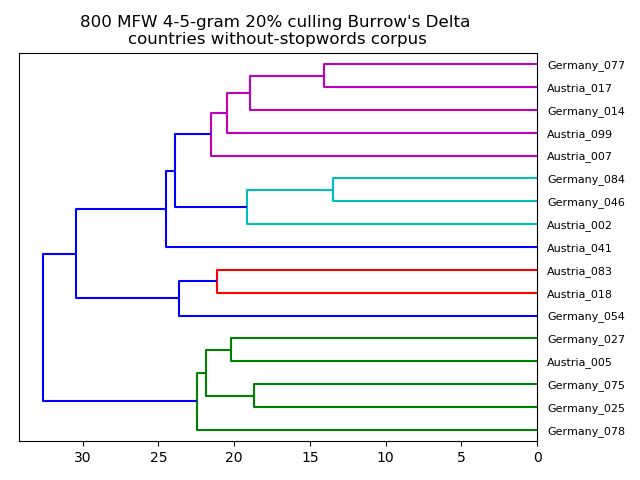 800 MFW 4-5-gram 20% culling Burrow's Delta
countries without-stopwords corpus
Germany_077
Austria_017
Germany_014
Austria_099
Austria_007
Germany_084
Germany_046
Austria_002
Austria_041
Austria_083
Austria_018
Germany_054
Germany_027
Austria_005
Germany_075
Germany_025
Germany_078
30 25 20 15 10 5 0